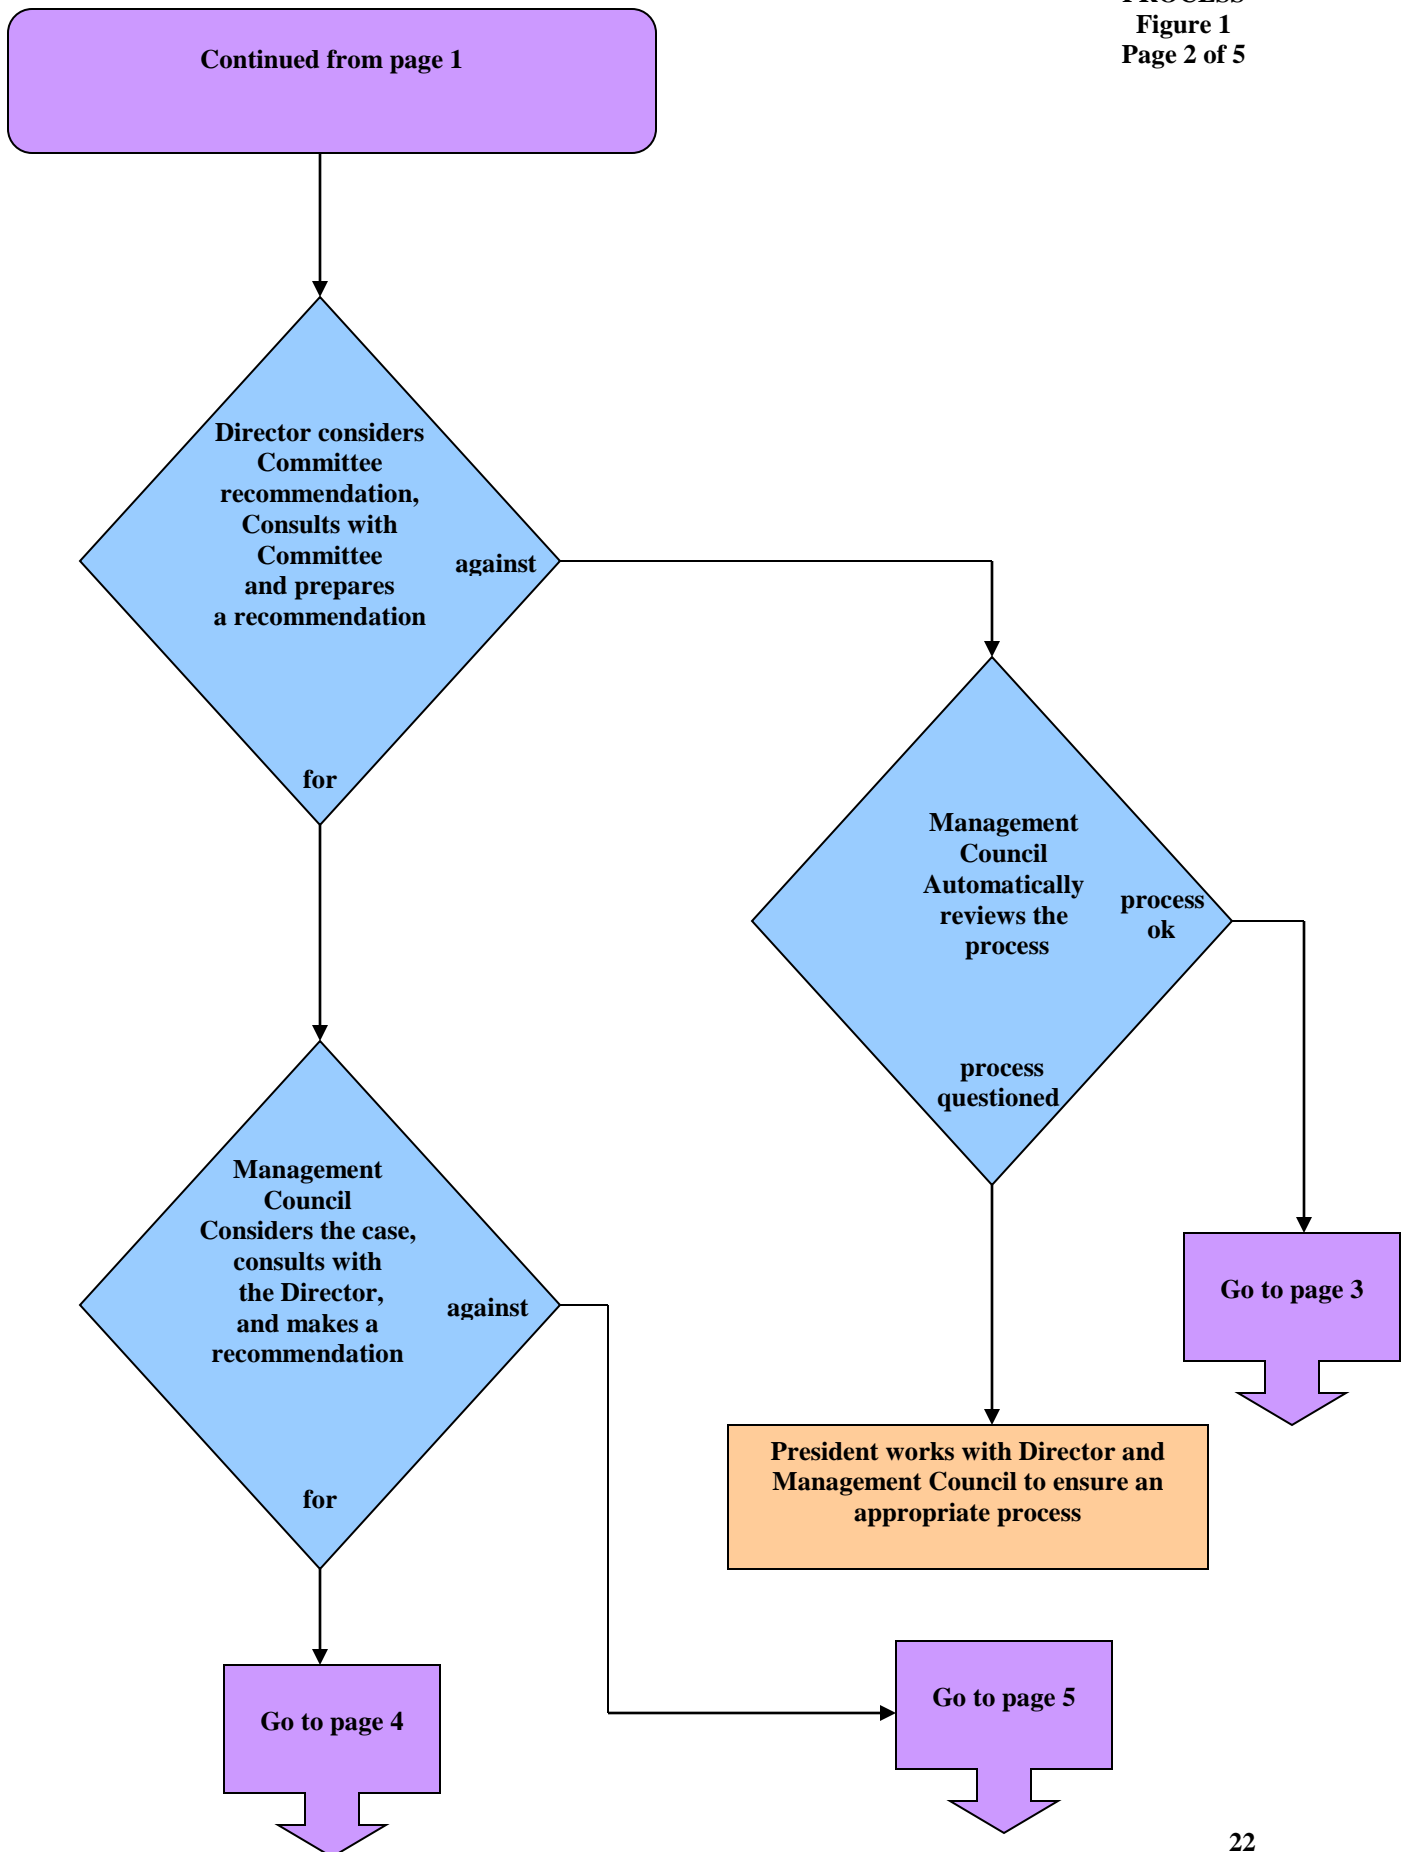 PROCESS
Figure 1
Page 2 of 5
Continued from page 1
Director considers
Committee
recommendation,
Consults with
Committee
and prepares
a recommendation
against
for
Management
Council
Automatically
reviews the
process
process
ok
process
questioned
Management
Council
Considers the case,
consults with
the Director,
and makes a
recommendation
against
for
Go to page 3
President works with Director and
Management Council to ensure an
appropriate process
Go to page 5
Go to page 4
22